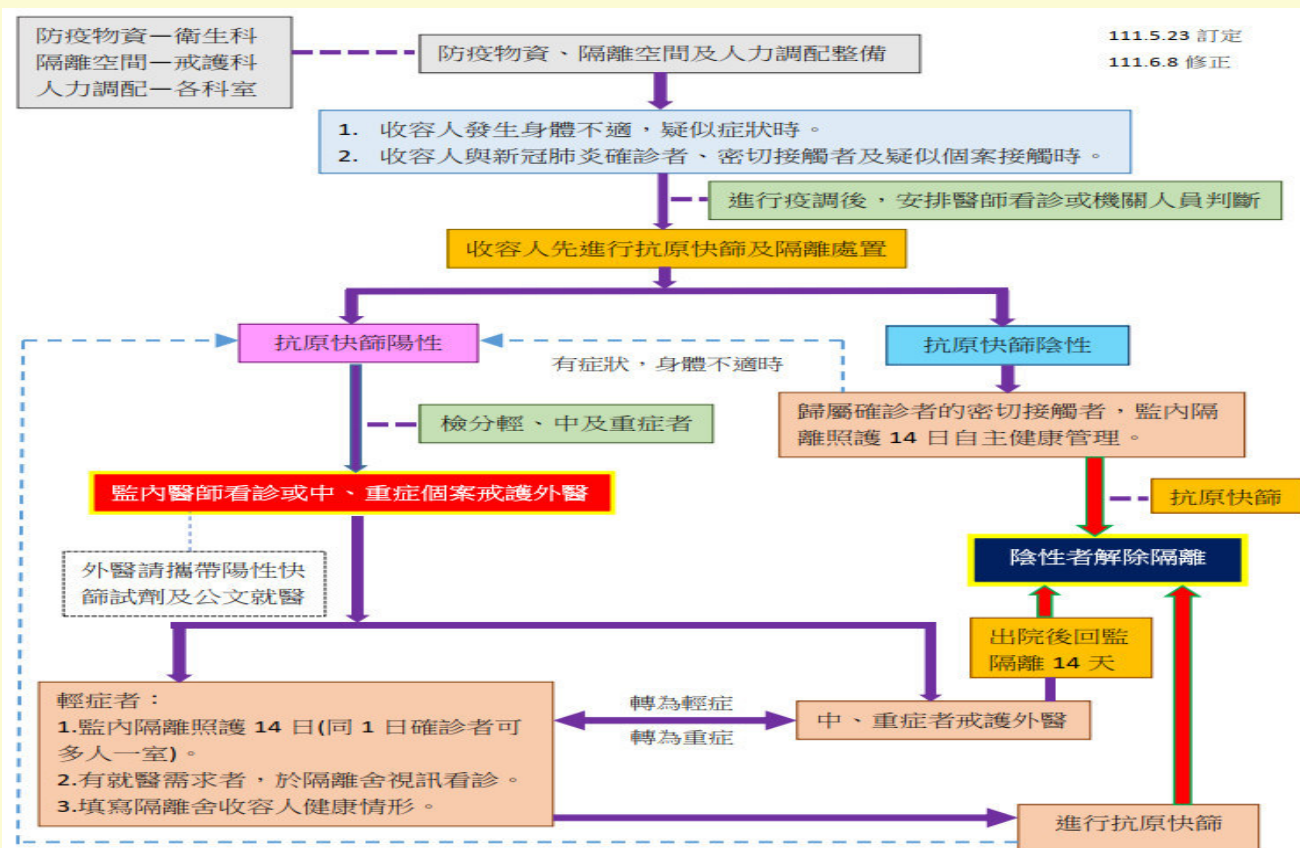 防疫物資—衛生科
隔離空間—戒護科
人力調配—各科室
防疫物資、隔離空間及人力調配整備
111.5.23 訂定
111.6.8 修正
1. 收容人發生身體不適，疑似症狀時。
2. 收容人與新冠肺炎確診者、密切接觸者及疑似個案接觸時。
進行疫調後，安排醫師看診或機關人員判斷
收容人先進行抗原快篩及隔離處置
抗原快篩陽性
抗原快篩陰性
有症狀，身體不適時
檢分輕、中及重症者
歸屬確診者的密切接觸者，監內隔
離照護 14 日自主健康管理。
監內醫師看診或中、重症個案戒護外醫
抗原快篩
外醫請攜帶陽性快
篩試劑及公文就醫
陰性者解除隔離
出院後回監
隔離 14 天
輕症者：
1.監內隔離照護 14 日(同 1 日確診者可
多人一室)。
2.有就醫需求者，於隔離舍視訊看診。
3.填寫隔離舍收容人健康情形。
轉為輕症
轉為重症
中、重症者戒護外醫
進行抗原快篩